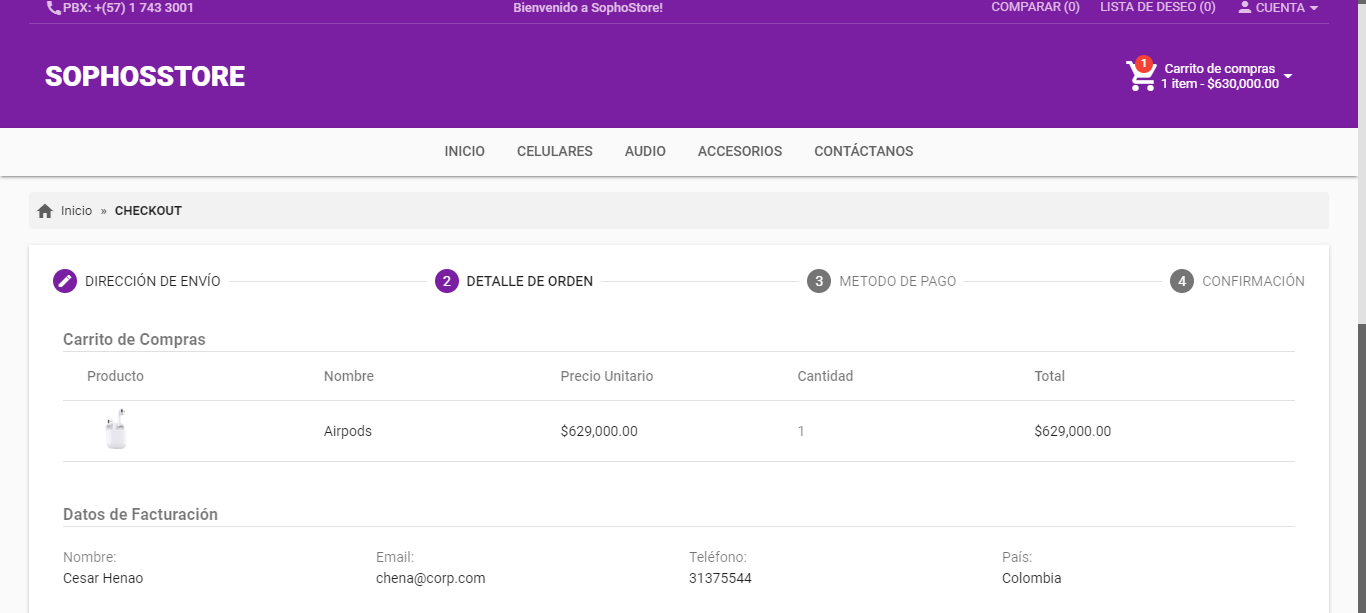 PBX: +(57) 1 743 3001
Bienvenido a SophoStore!
COMPARAR (0)
LISTA DE DESEO (0)
CUENTA
SOPHOSSTORE
1
Carrito de compras
1 item - $630,000.00
INICIO CELULARES AUDIO ACCESORIOS CONTÁCTANOS
Inicio » CHECKOUT
DIRECCIÓN DE ENVÍO 2 DETALLE DE ORDEN 3 METODO DE PAGO 4 CONFIRMACIÓN
Carrito de Compras
Producto Nombre Precio Unitario Cantidad Total
Airpods $629,000.00 1 $629,000.00
Datos de Facturación
Nombre: Email: Teléfono: País:
Cesar Henao chena@corp.com 31375544 Colombia